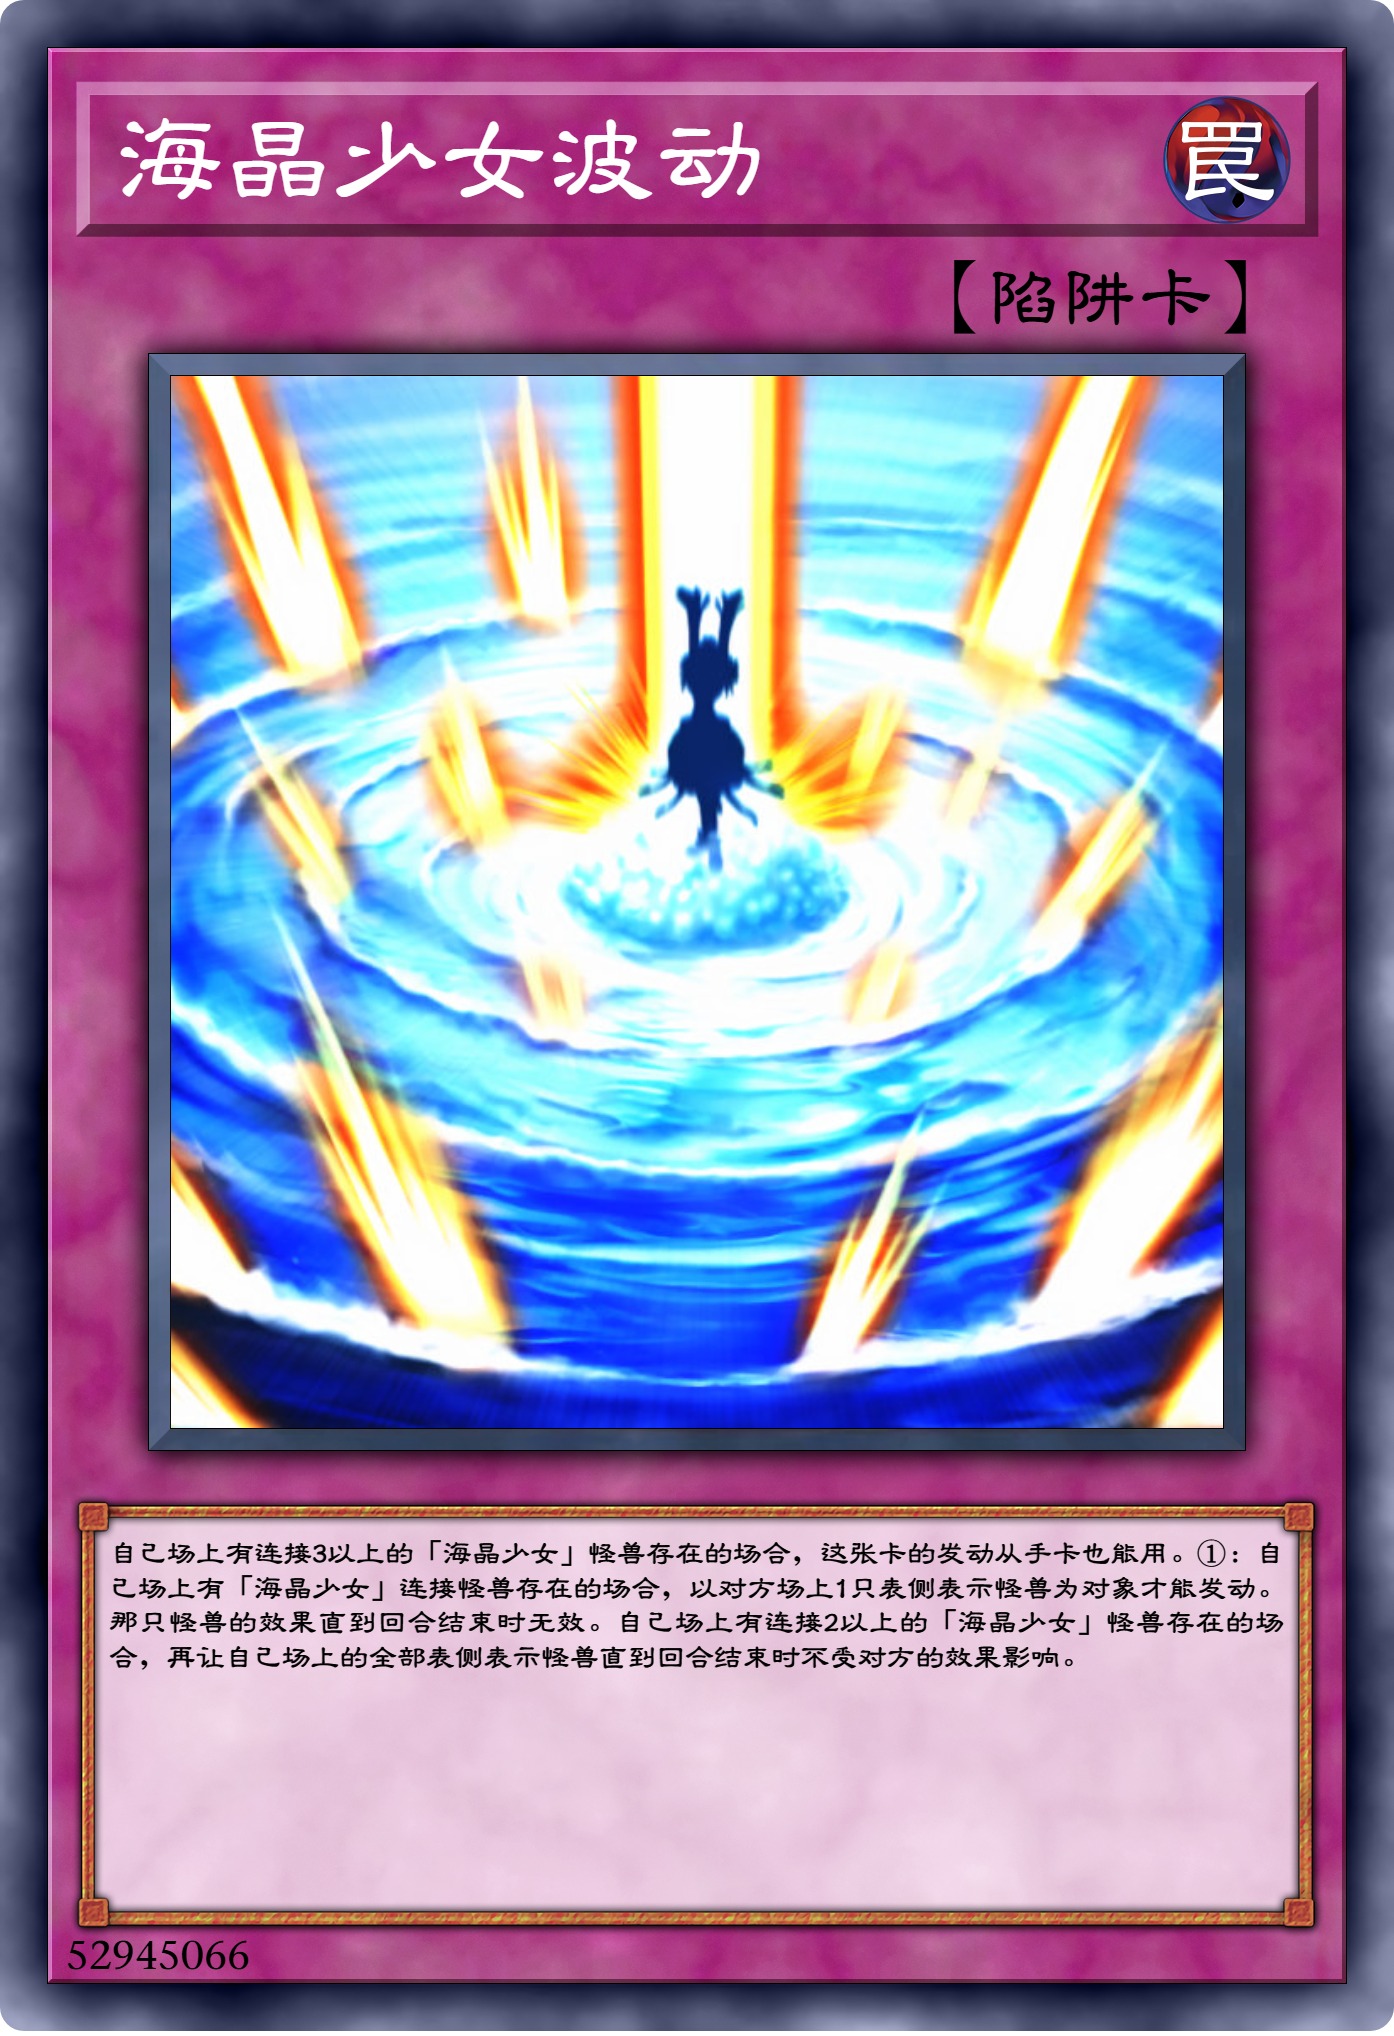 海晶少女波动
罠
【陷阱卡】
自己场上有连接3以上的「海晶少女」怪兽存在的场合，这张卡的发动从手卡也能用。①：自
己场上有「海晶少女」连接怪兽存在的场合，以对方场上1只表侧表示怪兽为对象才能发动。
那只怪兽的效果直到回合结束时无效。自己场上有连接2以上的「海晶少女」怪兽存在的场
合，再让自己场上的全部表侧表示怪兽直到回合结束时不受对方的效果影响。
52945066